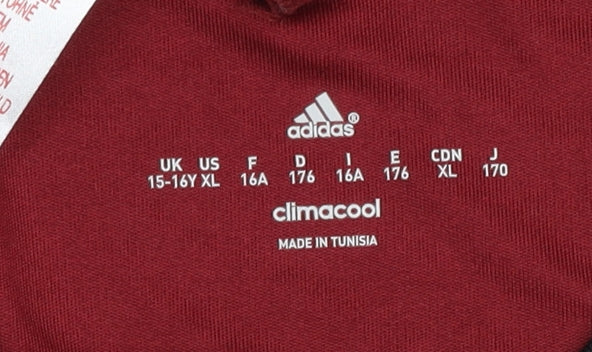 adidas®
UK US F D I E CDN J
15-16Y XL 16A 176 16A 176 XL 170
climacool
MADE IN TUNISIA